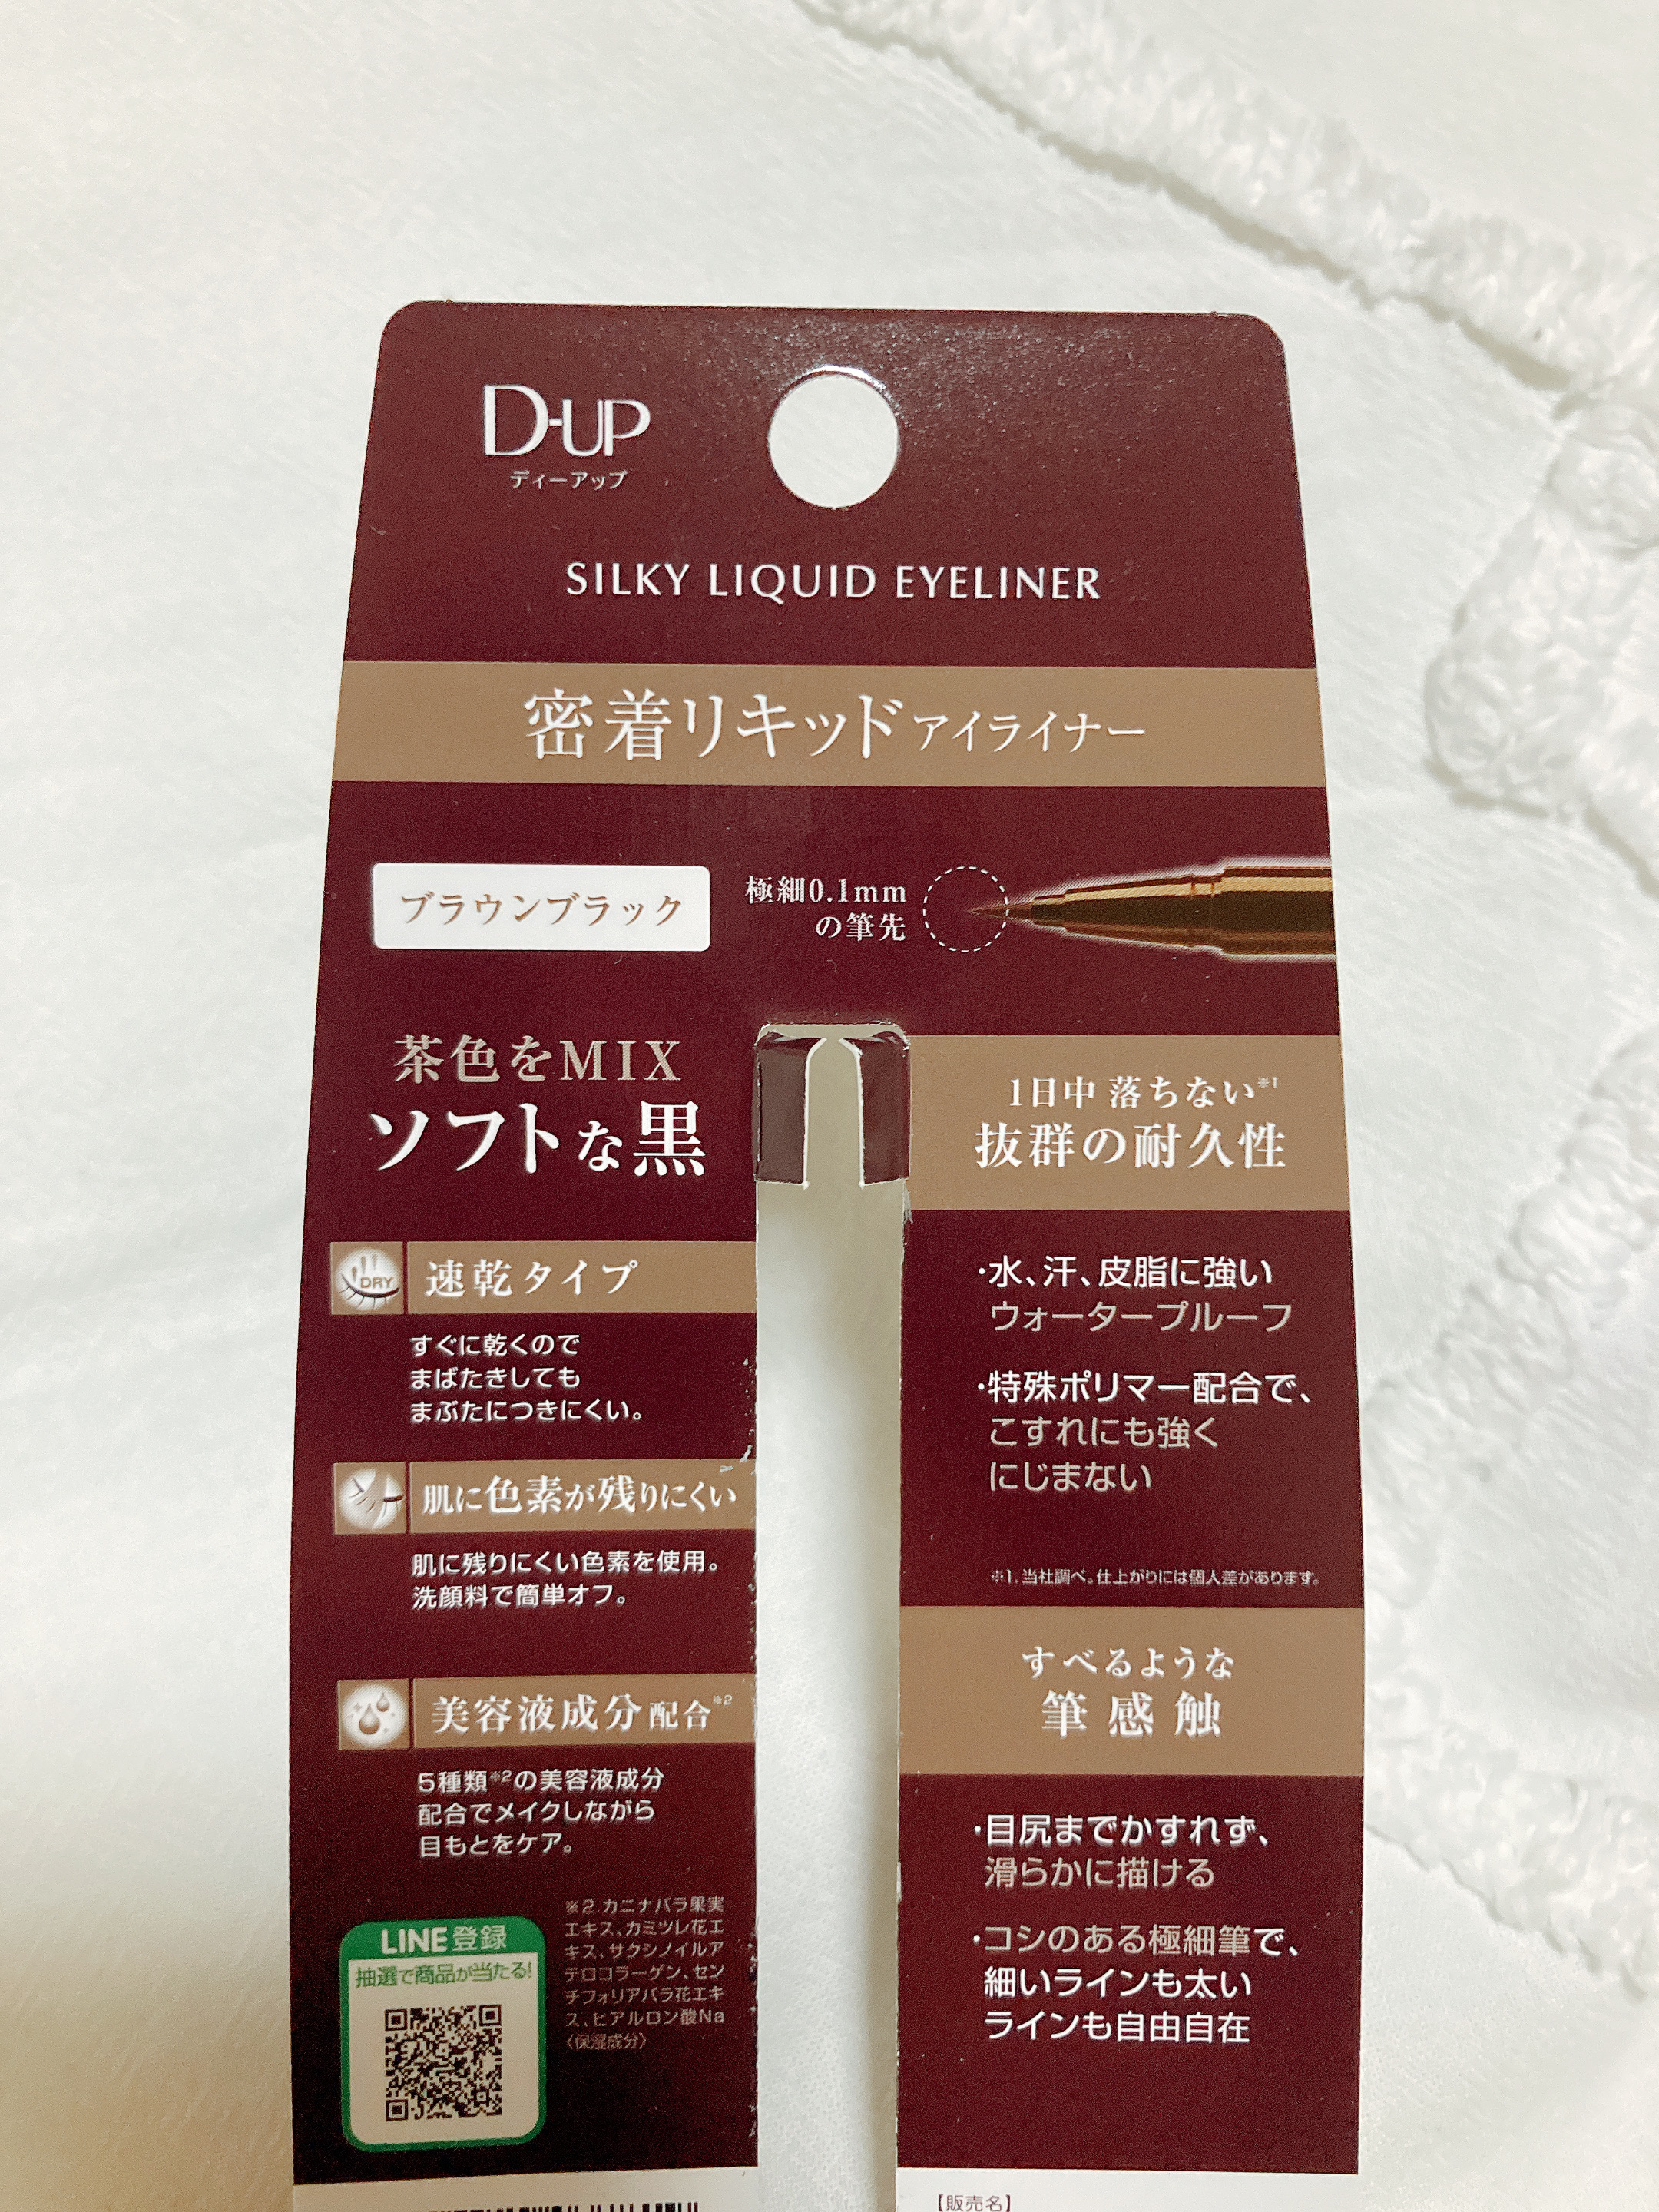 D-UP
ディーアップ
SILKY LIQUID EYELINER
密着リキッドアイライナー
ブラウンブラック
極細0.1mm
の筆先
茶色をMIX
ソフトな黒
DRY
速乾タイプ
すぐに乾くので
まばたきしても
まぶたにつきにくい。
肌に色素が残りにくい
肌に残りにくい色素を使用。
洗顔料で簡単オフ。
美容液成分配合※2
5種類※2の美容液成分
配合でメイクしながら
目もとをケア。
※2.カニナバラ果実
エキス、カミツレ花エ
キス、サクシノイルア
テロコラーゲン、セン
チフォリアバラ花エキ
ス、ヒアルロン酸Na
〈保湿成分〉
LINE登録
抽選で商品が当たる!
1日中 落ちない※1
抜群の耐久性
・水、汗、皮脂に強い
ウォータープルーフ
・特殊ポリマー配合で、
こすれにも強く
にじまない
※1.当社調べ。仕上がりには個人差があります。
すべるような
筆感触
・目尻までかすれず、
滑らかに描ける
・コシのある極細筆で、
細いラインも太い
ラインも自由自在
【販売名】